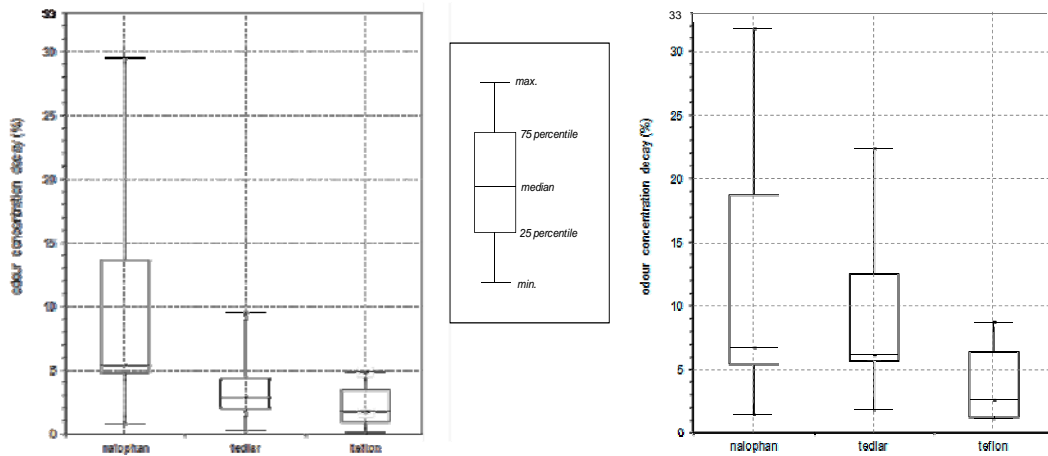 33
30
25
20
15
10
5
0
odour concentration decay (%)
nalophan
tedlar
teflon
max.
75 percentile
median
25 percentile
min.
33
30
25
20
15
10
5
0
odour concentration decay (%)
nalophan
tedlar
teflon